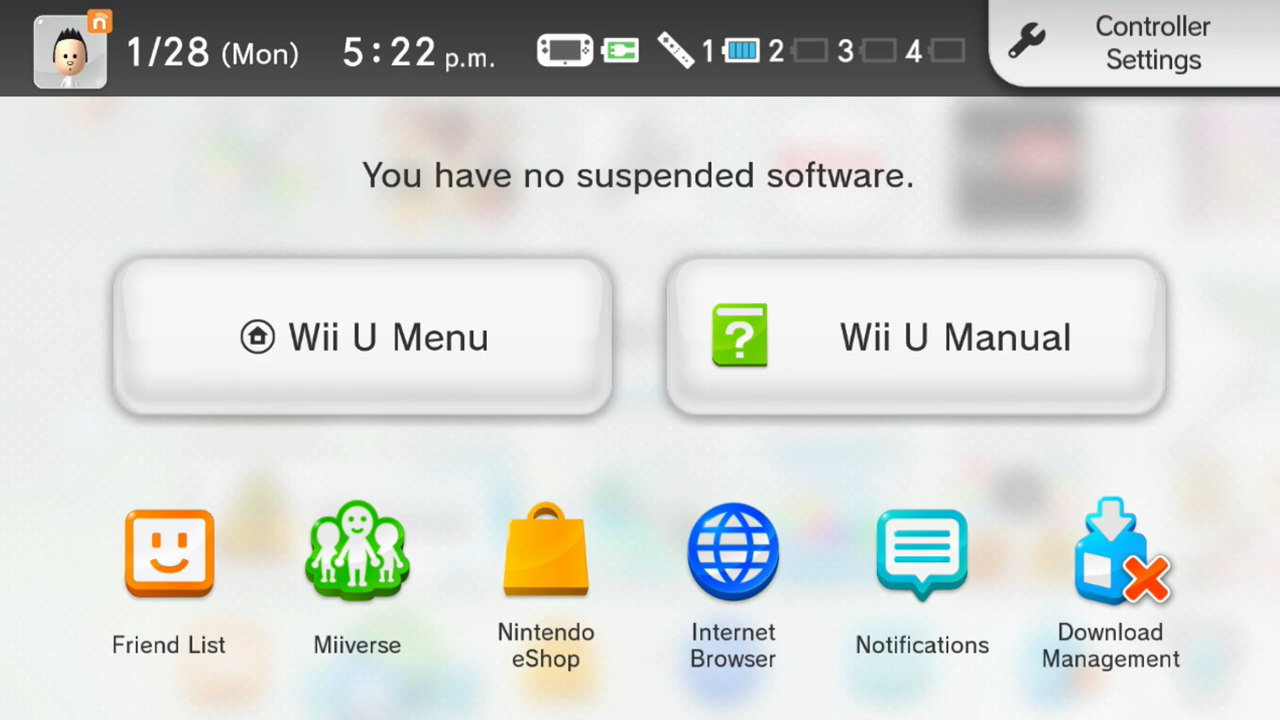 1/28 (Mon) 5:22 p.m. 1 2 3 4
Controller
Settings
You have no suspended software.
Wii U Menu
? Wii U Manual
Friend List
Miiverse
Nintendo
eShop
Internet
Browser
Notifications
Download
Management